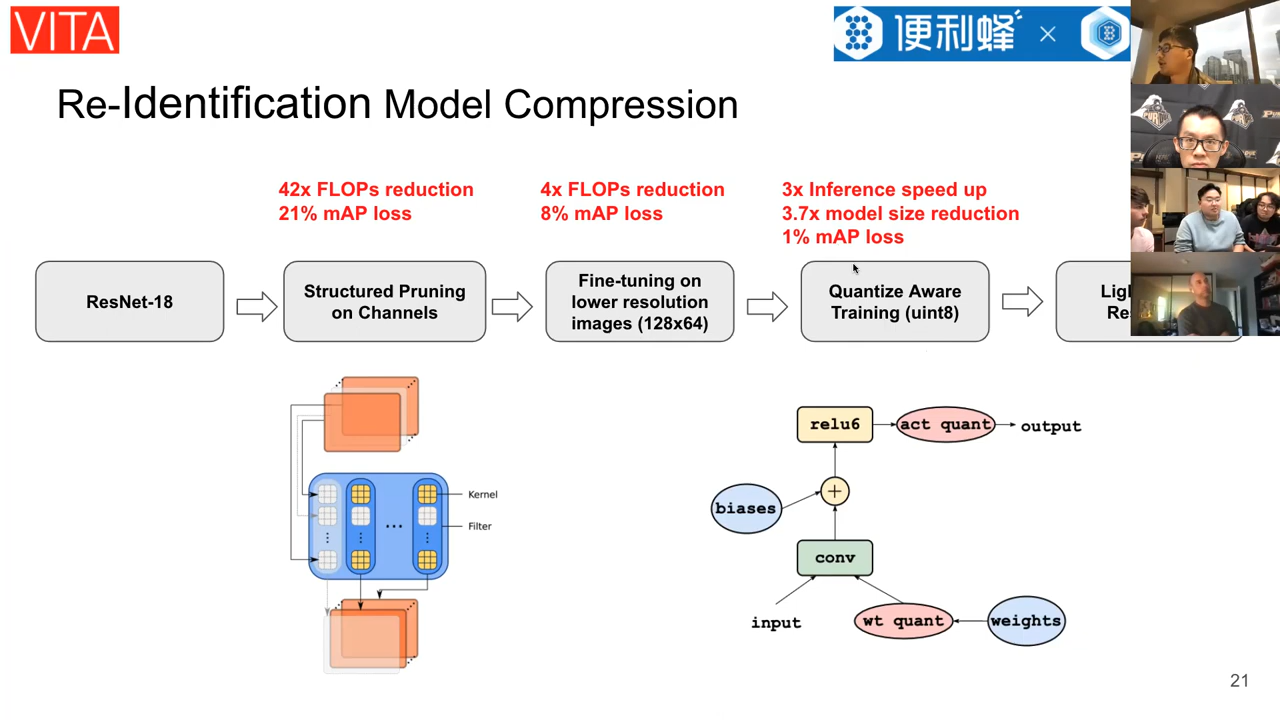 VITA
便利蜂
×
Re-Identification Model Compression
42x FLOPs reduction
21% mAP loss
4x FLOPs reduction
8% mAP loss
3x Inference speed up
3.7x model size reduction
1% mAP loss
ResNet-18
Structured Pruning
on Channels
Fine-tuning on
lower resolution
images (128x64)
Quantize Aware
Training (uint8)
Kernel
Filter
relu6
act quant
output
+
biases
conv
input
wt quant
weights
21